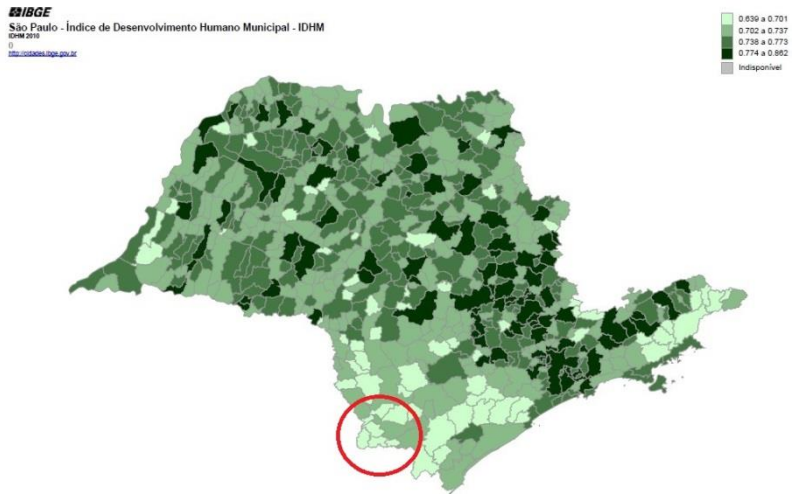 IBGE
São Paulo - Índice de Desenvolvimento Humano Municipal - IDHM
IDHM 2010
()
http://cidades.ibge.gov.br
0.639 a 0.701
0.702 a 0.737
0.738 a 0.773
0.774 a 0.862
Indisponível